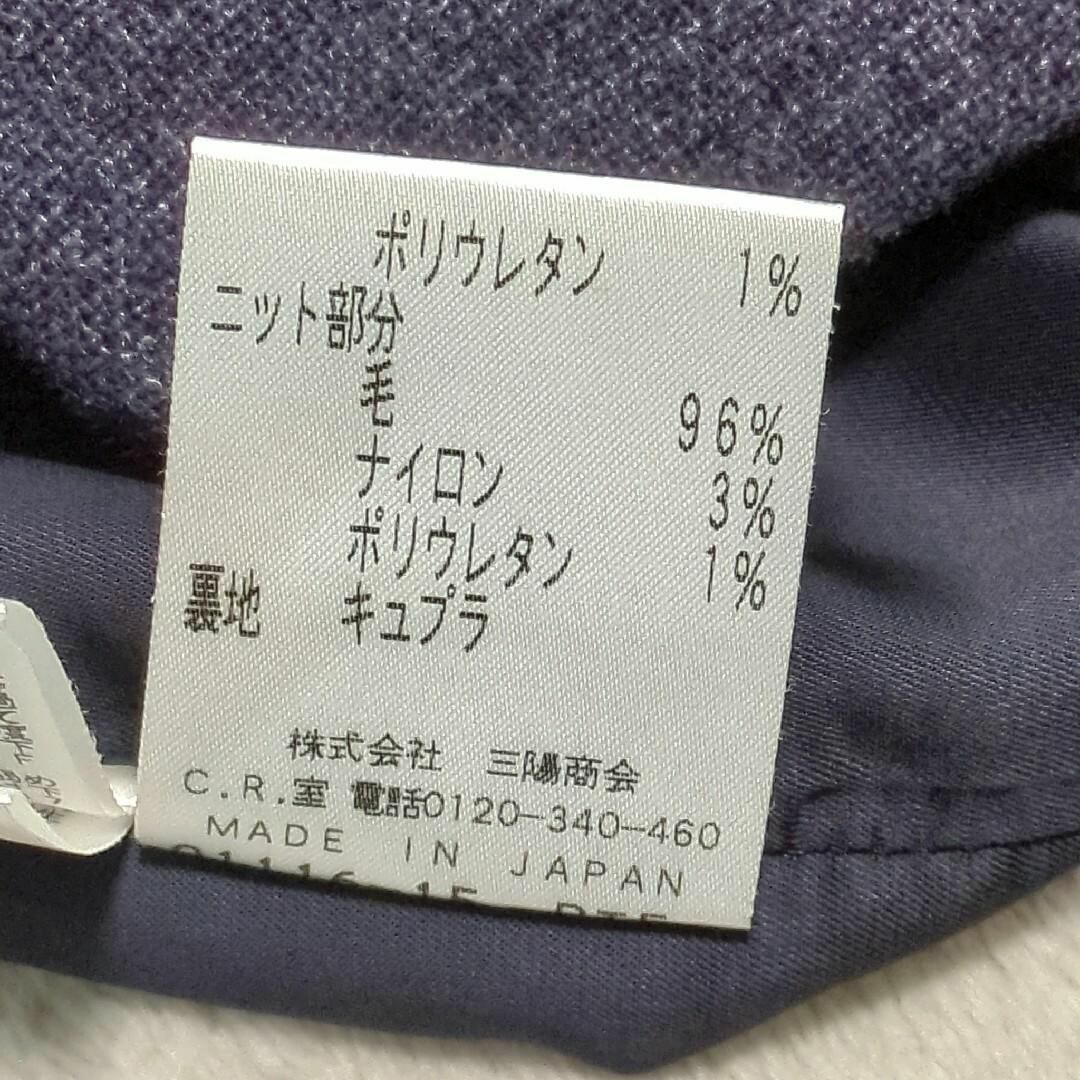 ポリウレタン 1%
ニット部分
毛 96%
ナイロン 3%
ポリウレタン 1%
裏地 キュプラ
株式会社 三陽商会
C.R.室 電話0120-340-460
MADE IN JAPAN